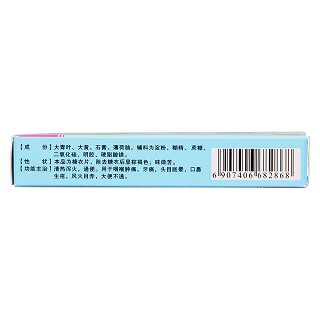 【成 份】大青叶、大黄、石膏、薄荷脑。辅料为淀粉、糊精、蔗糖、
二氧化硅、明胶、硬脂酸镁。
【性 状】本品为糖衣片，除去糖衣后显棕褐色；味微苦。
【功能主治】清热泻火，通便。用于咽喉肿痛，牙痛，头目眩晕，口鼻
生疮，风火目赤，大便不通。
6 907406 682868